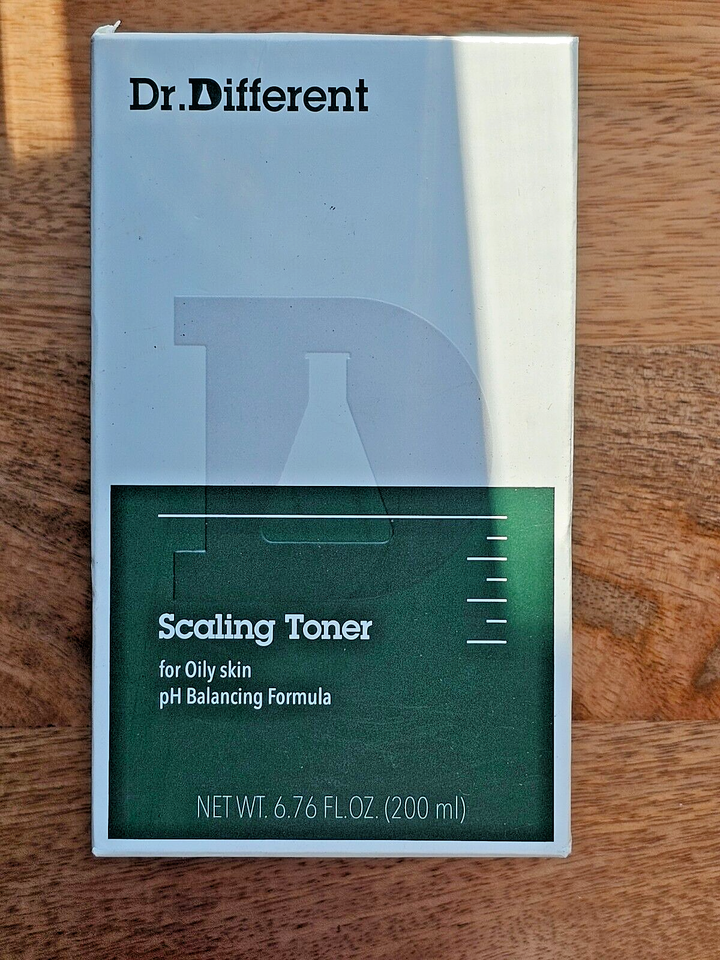 Dr.Different
Scaling Toner
for Oily skin
pH Balancing Formula
NET WT. 6.76 FL.OZ. (200 ml)